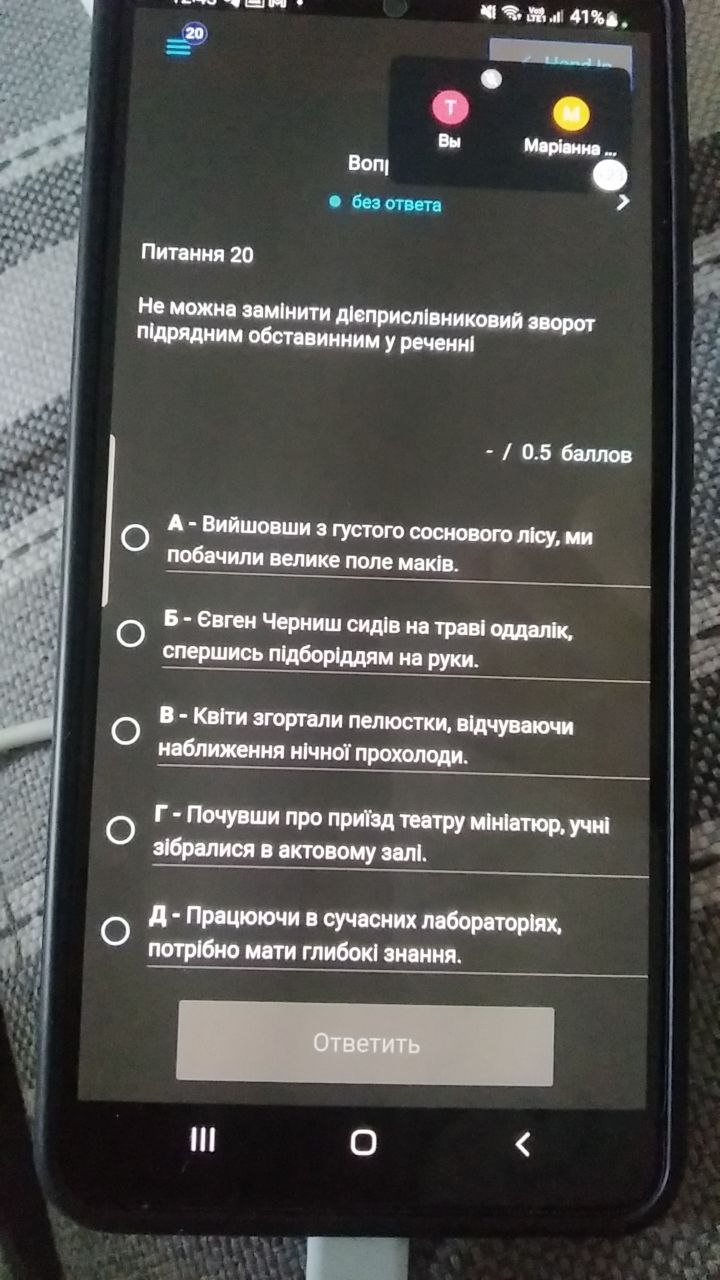 41%
20
Т
М
Вы
Маріанна ...
без ответа
Питання 20
Не можна замінити дієприслівниковий зворот
підрядним обставинним у реченні
- / 0.5 баллов
А - Вийшовши з густого соснового лісу, ми
побачили велике поле маків.
Б - Євген Черниш сидів на траві оддалік,
спершись підборіддям на руки.
В - Квіти згортали пелюстки, відчуваючи
наближення нічної прохолоди.
Г - Почувши про приїзд театру мініатюр, учні
зібралися в актовому залі.
Д - Працюючи в сучасних лабораторіях,
потрібно мати глибокі знання.
Ответить